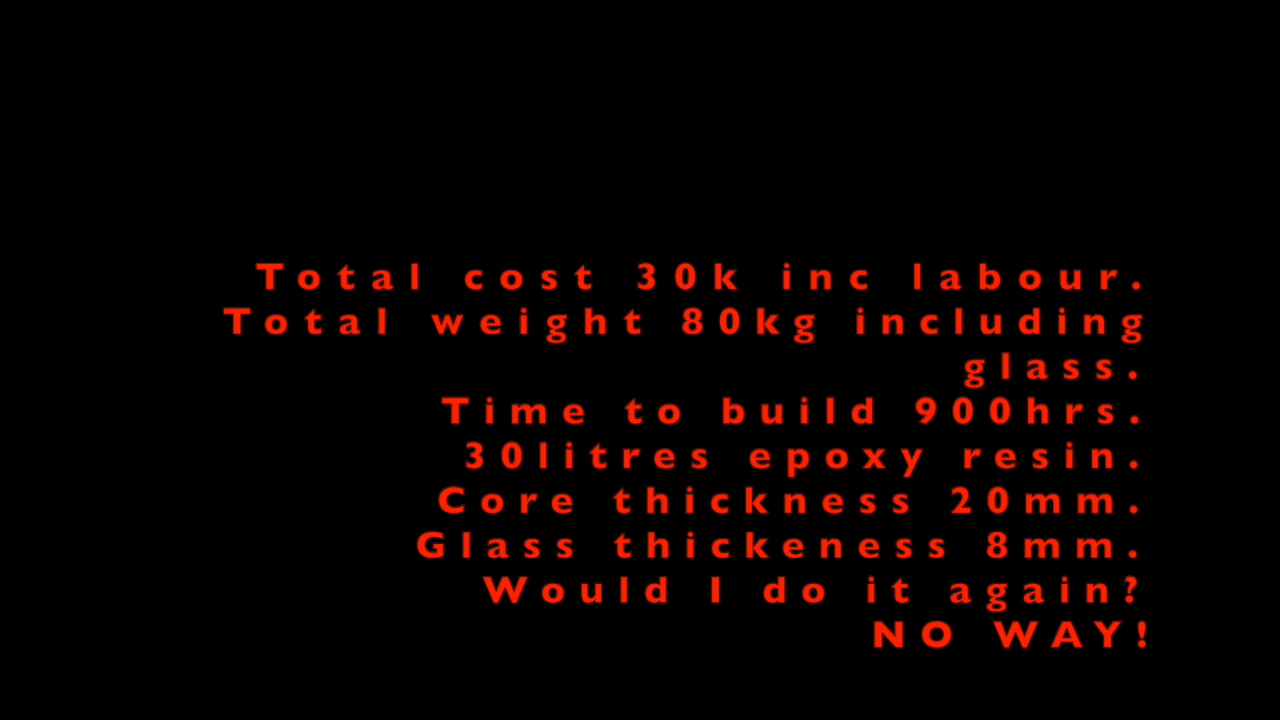 Total cost 30k inc labour.
Total weight 80kg including
glass.
Time to build 900hrs.
30litres epoxy resin.
Core thickness 20mm.
Glass thickeness 8mm.
Would I do it again?
NO WAY!